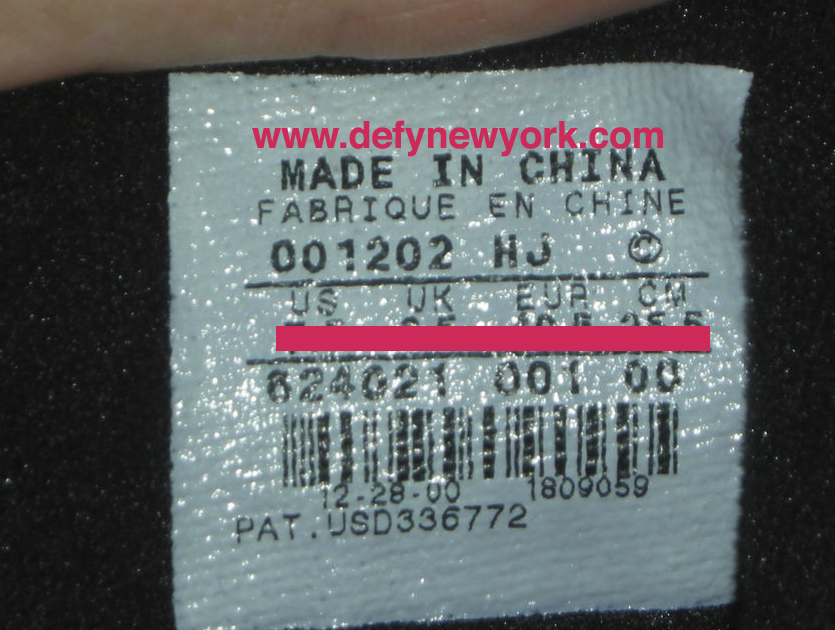 www.defynewyork.com
MADE IN CHINA
FABRIQUE EN CHINE
001202 HJ ©
US UK EUR CM
624021 001 00
12-28-00 1809059
PAT.USD336772